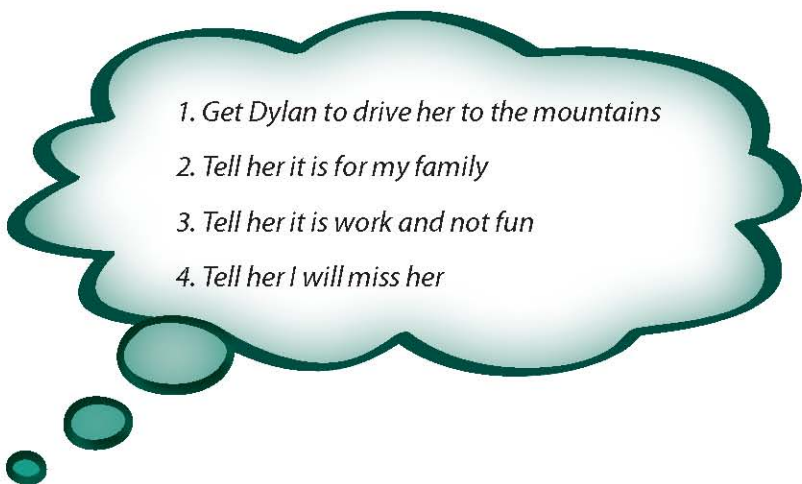 1. Get Dylan to drive her to the mountains
2. Tell her it is for my family
3. Tell her it is work and not fun
4. Tell her I will miss her